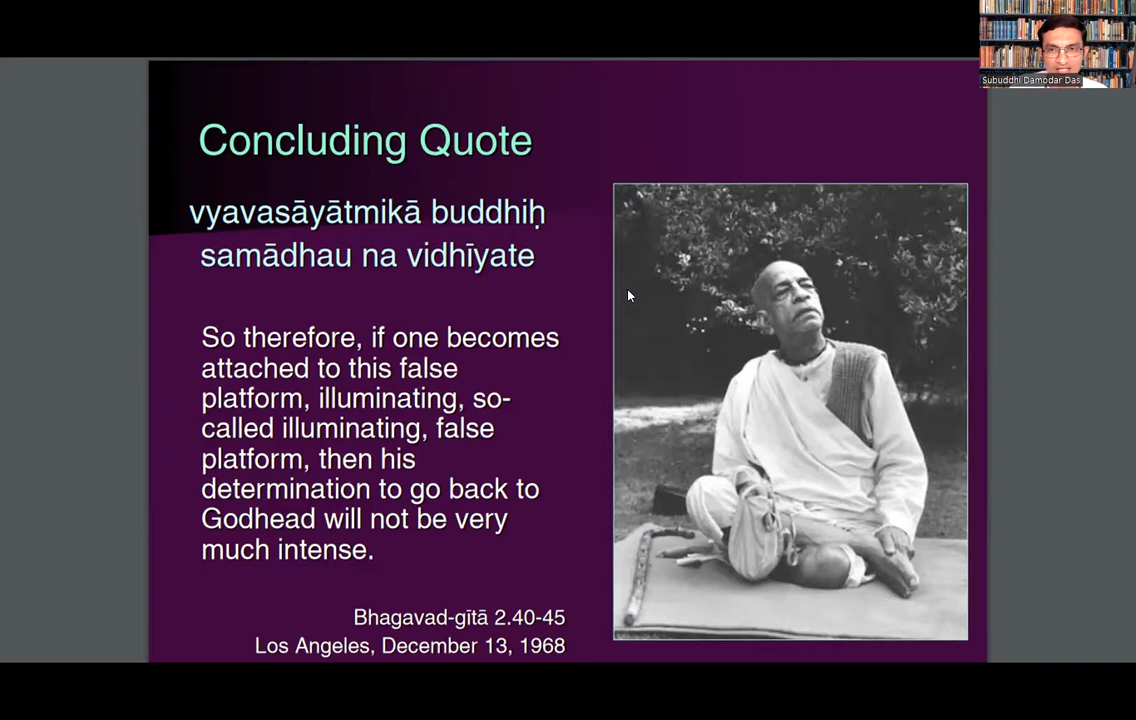 Subuddhi Damodar Das
Concluding Quote
vyavasāyātmikā buddhiḥ
samādhau na vidhīyate
So therefore, if one becomes
attached to this false
platform, illuminating, so-
called illuminating, false
platform, then his
determination to go back to
Godhead will not be very
much intense.
Bhagavad-gītā 2.40-45
Los Angeles, December 13, 1968